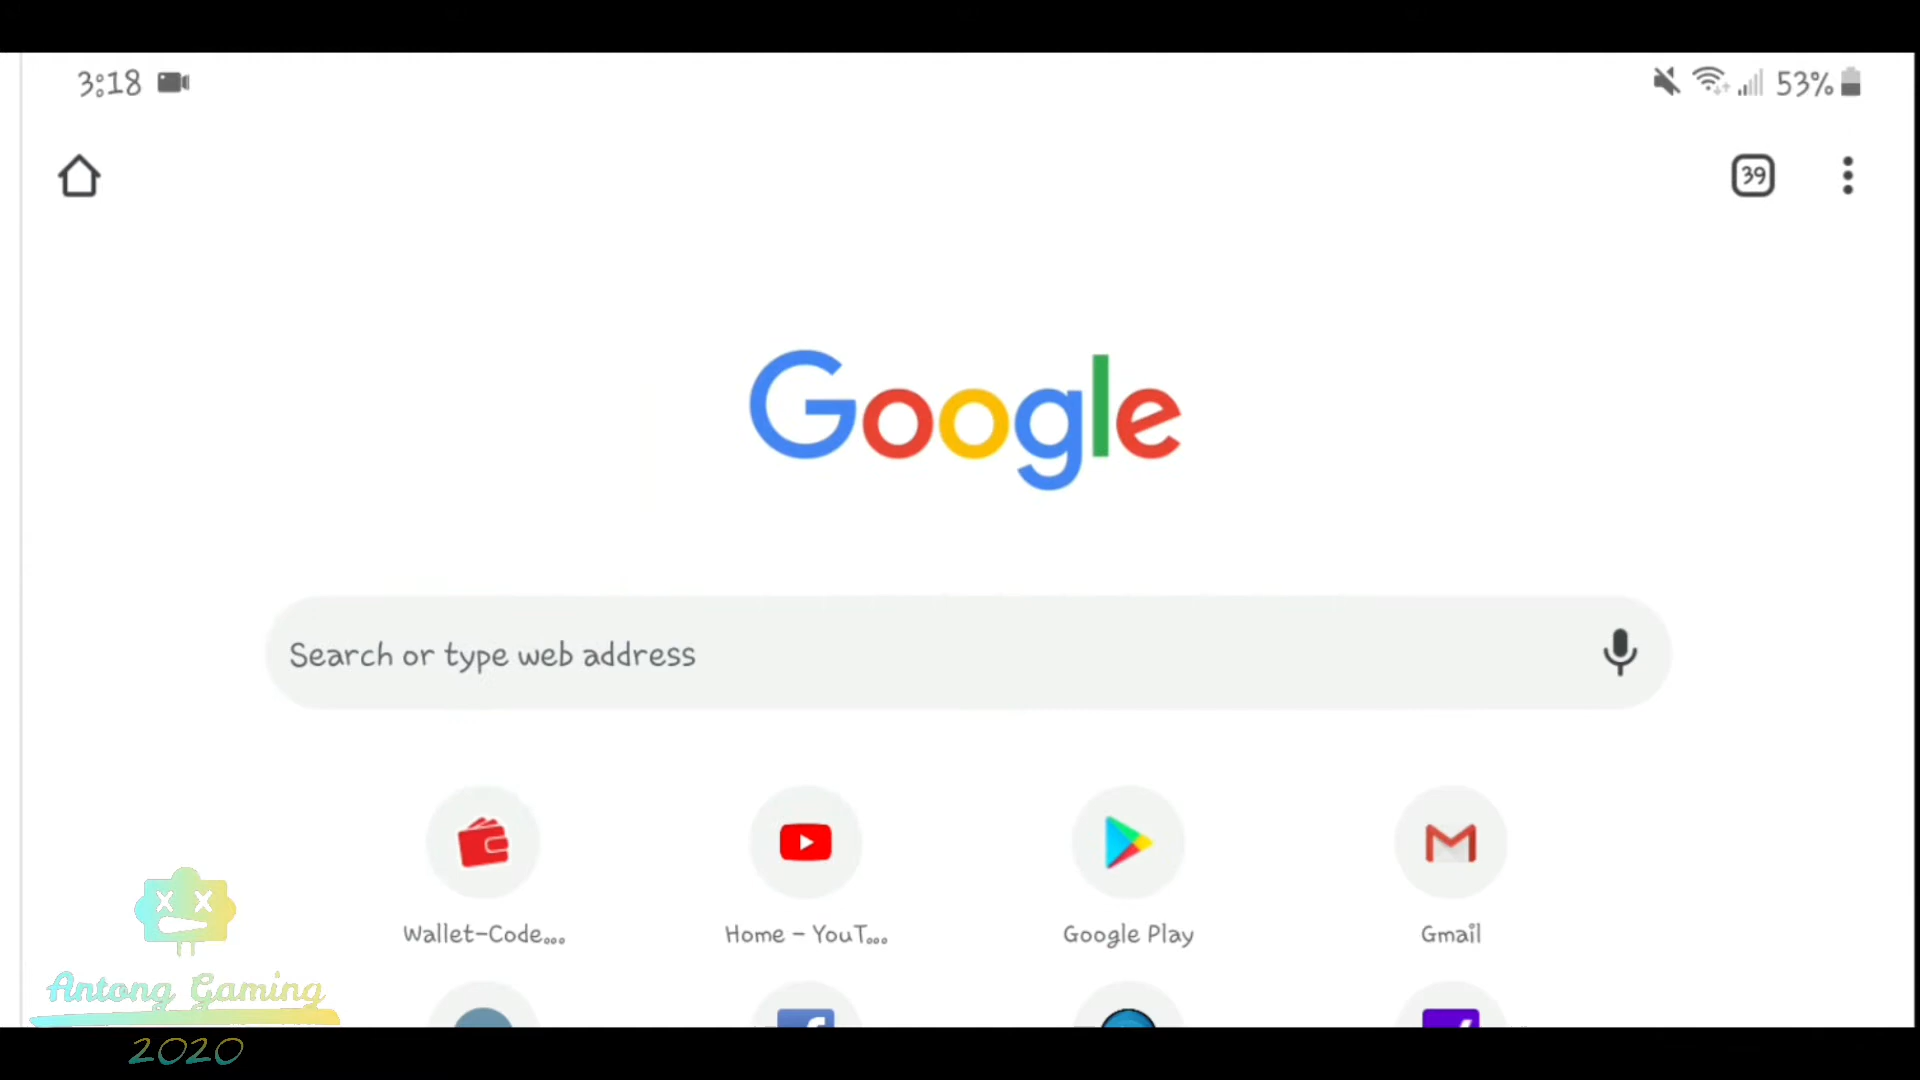 3:18 53%
39
Google
Search or type web address
Wallet-Code... Home - YouT... Google Play Gmail
Antong Gaming
2020